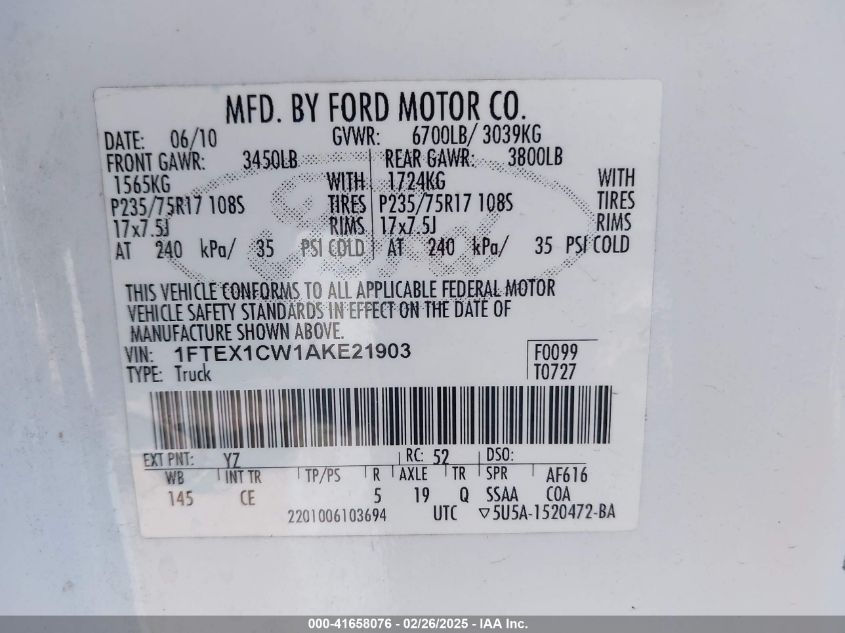 MFD. BY FORD MOTOR CO.
DATE: 06/10 GVWR: 6700LB/ 3039KG
FRONT GAWR: 3450LB REAR GAWR: 3800LB
1565KG WITH 1724KG WITH
P235/75R17 108S TIRES P235/75R17 108S TIRES
17x7.5J RIMS 17x7.5J RIMS
AT 240 kPa/ 35 PSI COLD AT 240 kPa/ 35 PSI COLD
Ford
THIS VEHICLE CONFORMS TO ALL APPLICABLE FEDERAL MOTOR
VEHICLE SAFETY STANDARDS IN EFFECT ON THE DATE OF
MANUFACTURE SHOWN ABOVE.
VIN: 1FTEX1CW1AKE21903 F0099
TYPE: Truck T0727
EXT PNT: YZ RC: 52 DSO:
WB INT TR TP/PS R AXLE TR SPR AF616
145 CE 5 19 Q SSAA COA
2201006103694 UTC ▽5U5A-1520472-BA
000-41658076 - 02/26/2025 - IAA Inc.